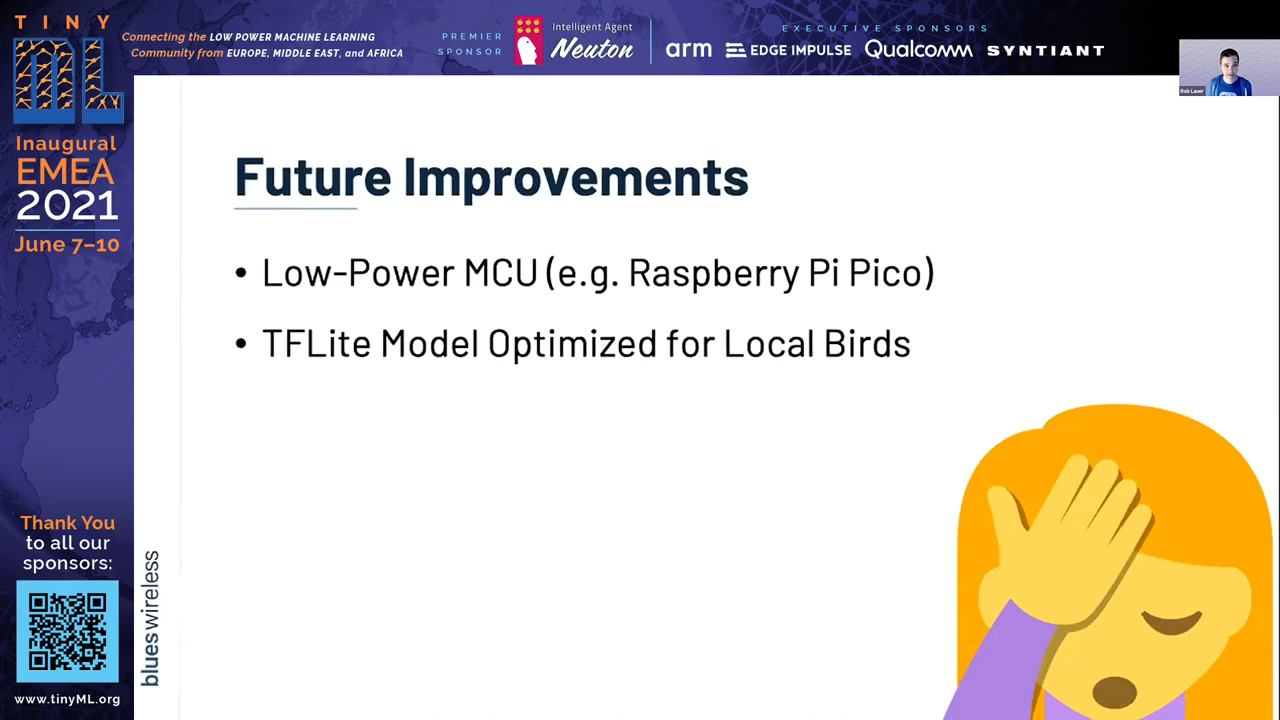 TINY
ML
Inaugural
EMEA
2021
June 7–10
Connecting the LOW POWER MACHINE LEARNING
Community from EUROPE, MIDDLE EAST, and AFRICA
PREMIER
SPONSOR
Intelligent Agent
Neuton
EXECUTIVE SPONSORS
arm
EDGE IMPULSE
Qualcomm
SYNTIANT
Rob Lauer
Future Improvements
• Low-Power MCU (e.g. Raspberry Pi Pico)
• TFLite Model Optimized for Local Birds
Thank You
to all our
sponsors:
www.tinyML.org
blues wireless